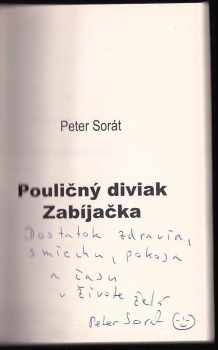 Peter Sorát
Pouličný diviak
Zabíjačka
Dostatok zdravia,
smiechu, pokoja
a času
v živote želá
Peter Sorát